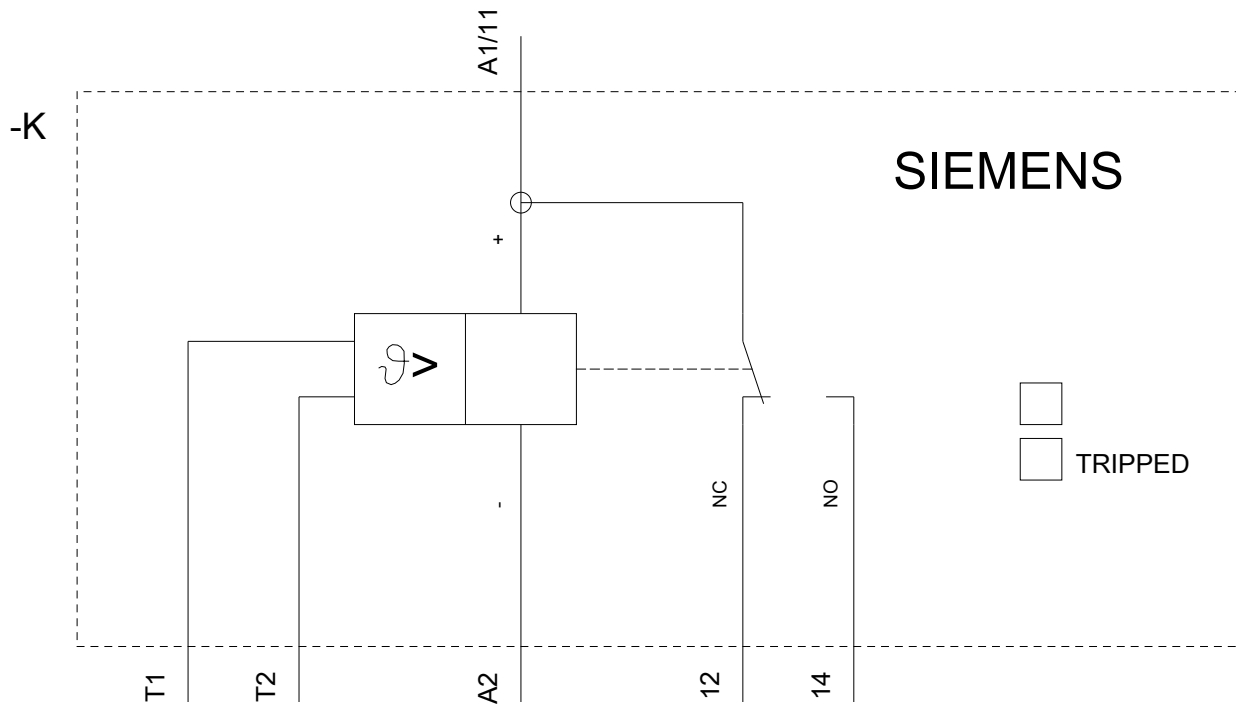 A1/11
-K
SIEMENS
+
ϑ>
TRIPPED
-
NC
NO
T1
T2
A2
12
14